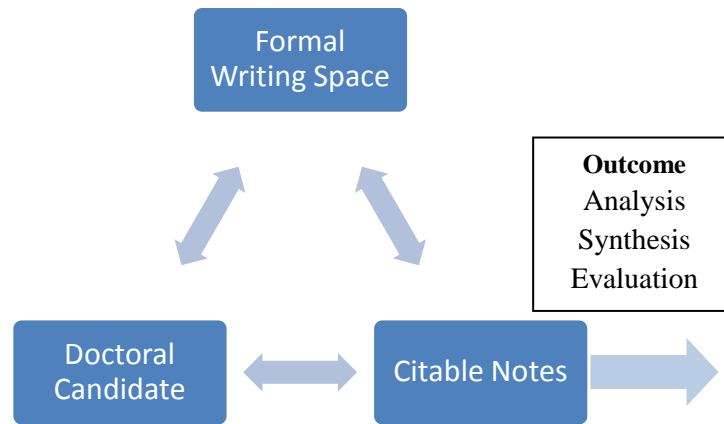 Formal
Writing Space
Outcome
Analysis
Synthesis
Evaluation
Doctoral
Candidate
Citable Notes